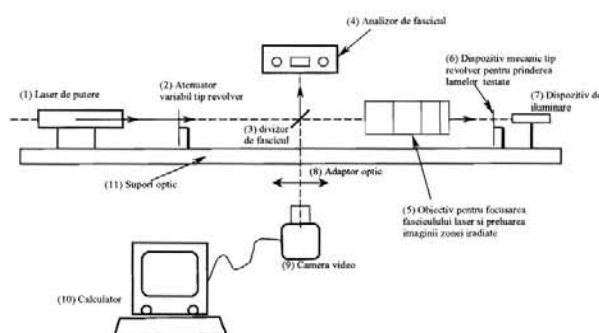 (4) Analizor de fascicul
(1) Laser de putere
(2) Atenuator
variabil tip revolver
(3) divizor
de fascicul
(6) Dispozitiv mecanic tip
revolver pentru prinderea
lamelor testate
(7) Dispozitiv de
iluminare
(11) Suport optic
(8) Adaptor optic
(5) Obiectiv pentru focusarea
fasciculului laser si preluarea
imaginii zonei iradiate
(9) Camera video
(10) Calculator